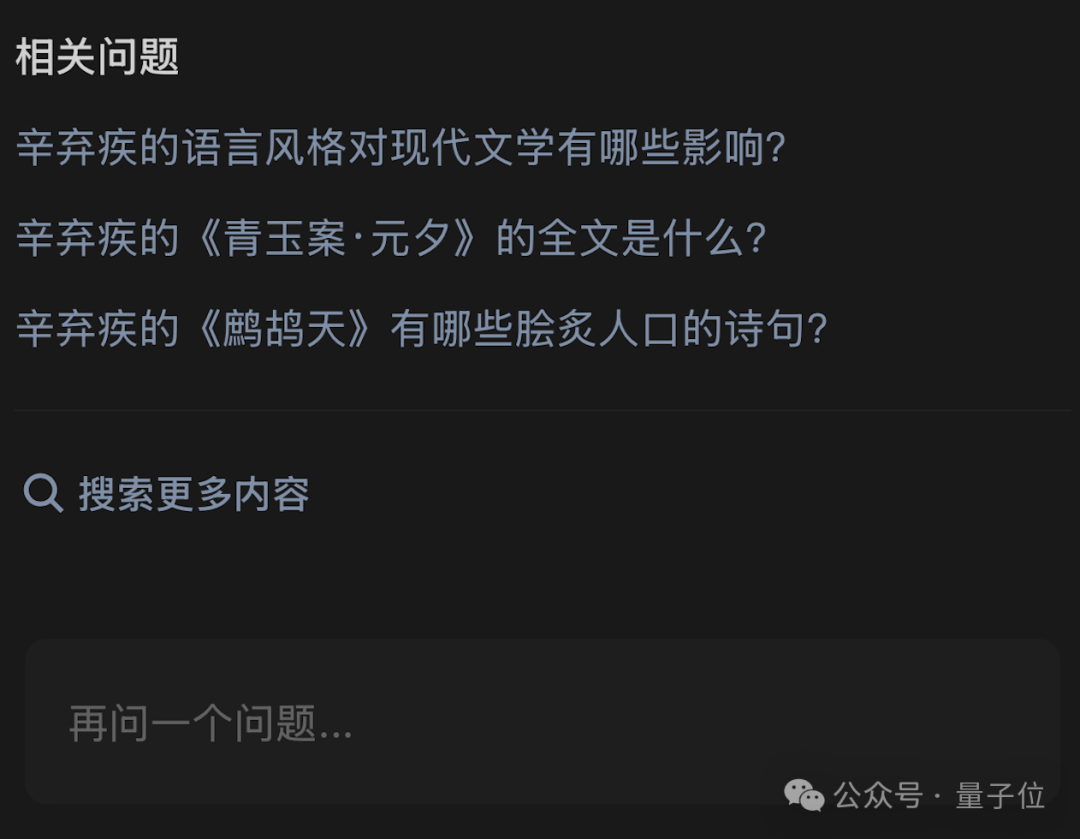 相关问题
辛弃疾的语言风格对现代文学有哪些影响?
辛弃疾的《青玉案·元夕》的全文是什么?
辛弃疾的《鹧鸪天》有哪些脍炙人口的诗句?
搜索更多内容
再问一个问题...
公众号 · 量子位